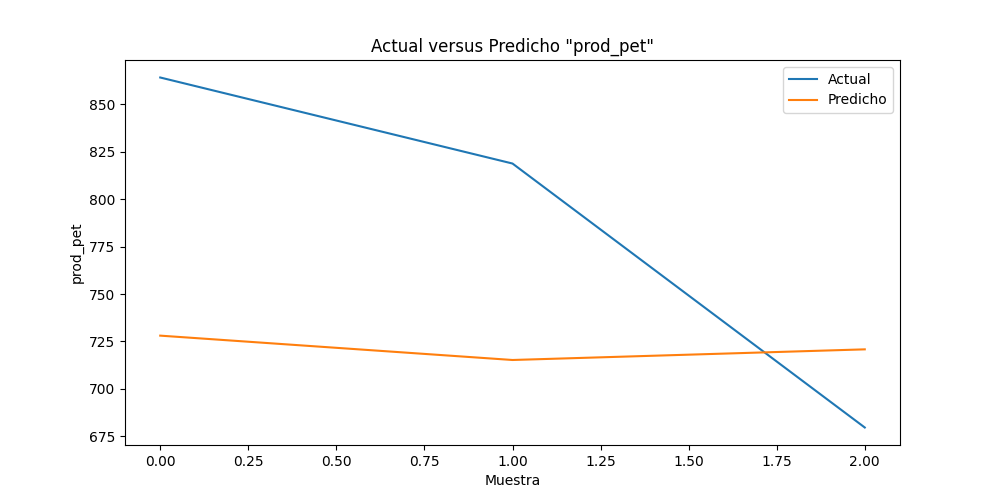 Actual versus Predicho "prod_pet"
Actual
Predicho
850
825
800
775
750
725
700
675
prod_pet
0.00 0.25 0.50 0.75 1.00 1.25 1.50 1.75 2.00
Muestra